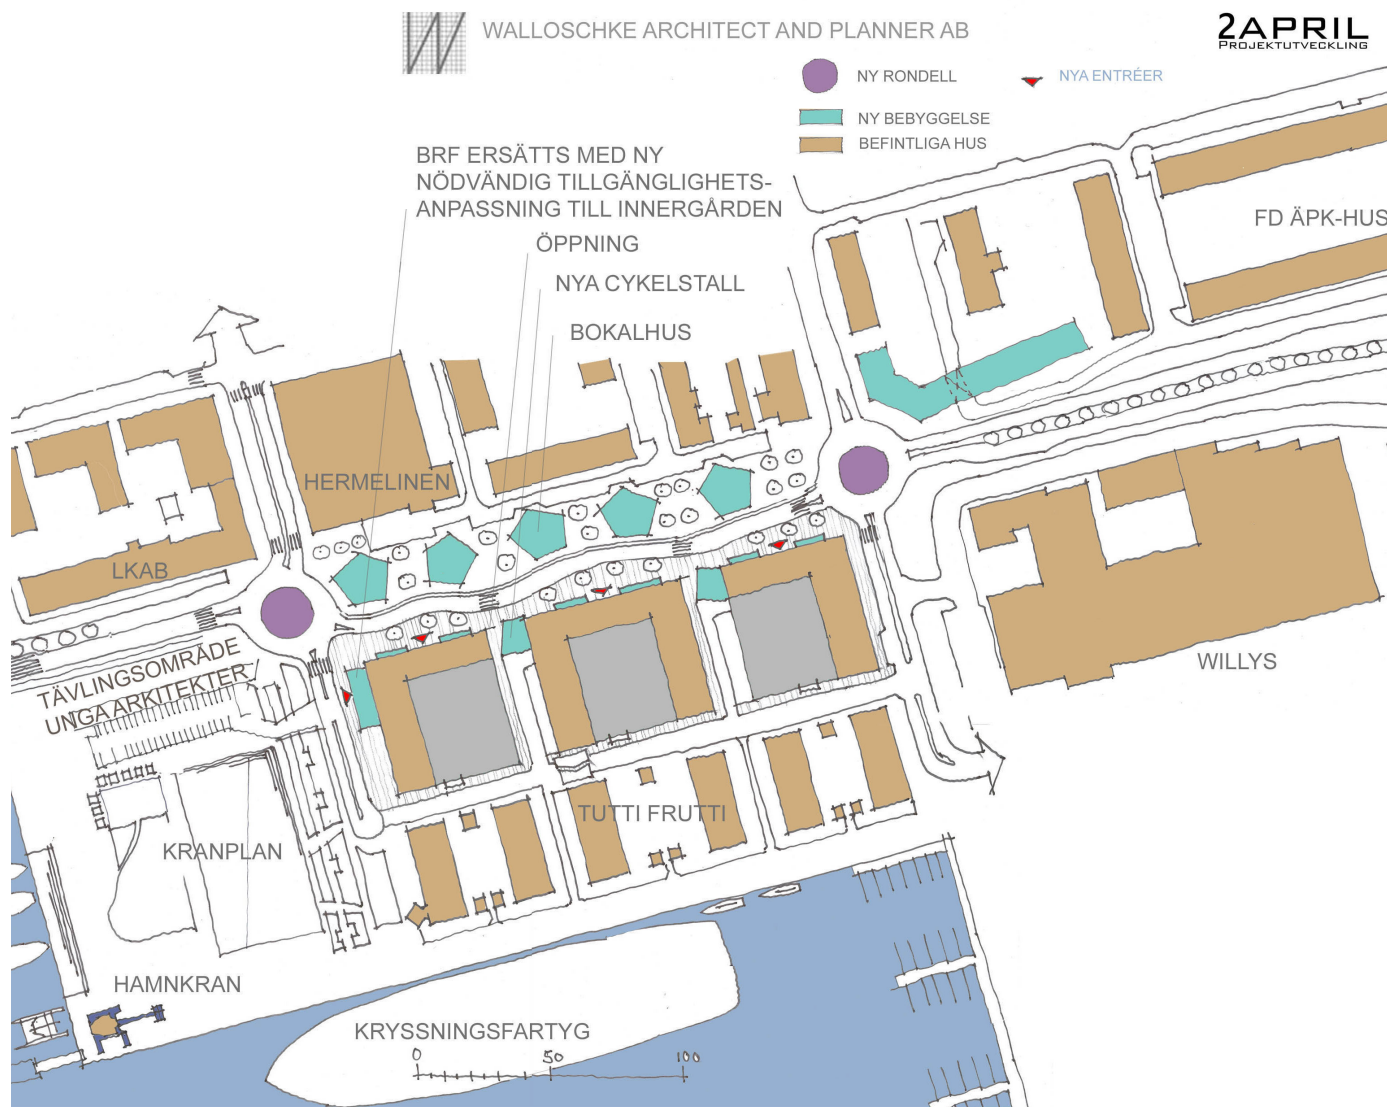 WALLOSCHKE ARCHITECT AND PLANNER AB
2APRIL
PROJEKTUTVECKLING
NY RONDELL
NYA ENTRÉER
NY BEBYGGELSE
BEFINTLIGA HUS
BRF ERSÄTTS MED NY
NÖDVÄNDIG TILLGÄNGLIGHETS-
ANPASSNING TILL INNERGÅRDEN
ÖPPNING
NYA CYKELSTALL
BOKALHUS
FD ÄPK-HUS
HERMELINEN
LKAB
TÄVLINGSOMRÅDE
UNGA ARKITEKTER
WILLYS
TUTTI FRUTTI
KRANPLAN
HAMNKRAN
KRYSSNINGSFARTYG
0 50 100